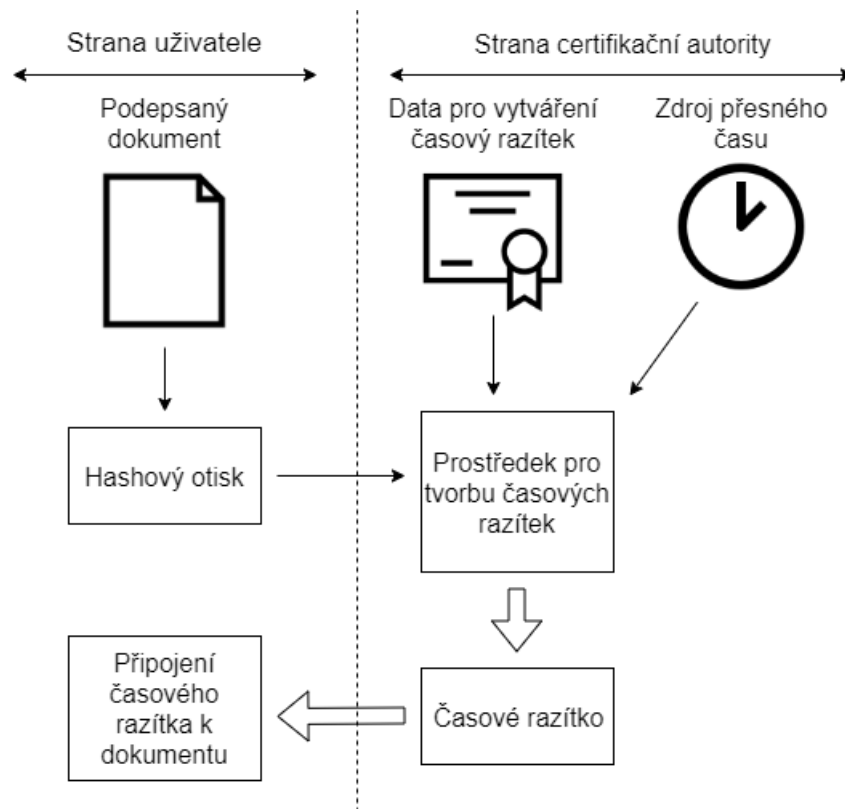 Strana uživatele
Strana certifikační autority
Podepsaný
dokument
Data pro vytváření
časový razítek
Zdroj přesného
času
Hashový otisk
Prostředek pro
tvorbu časových
razítek
Připojení
časového
razítka k
dokumentu
Časové razítko